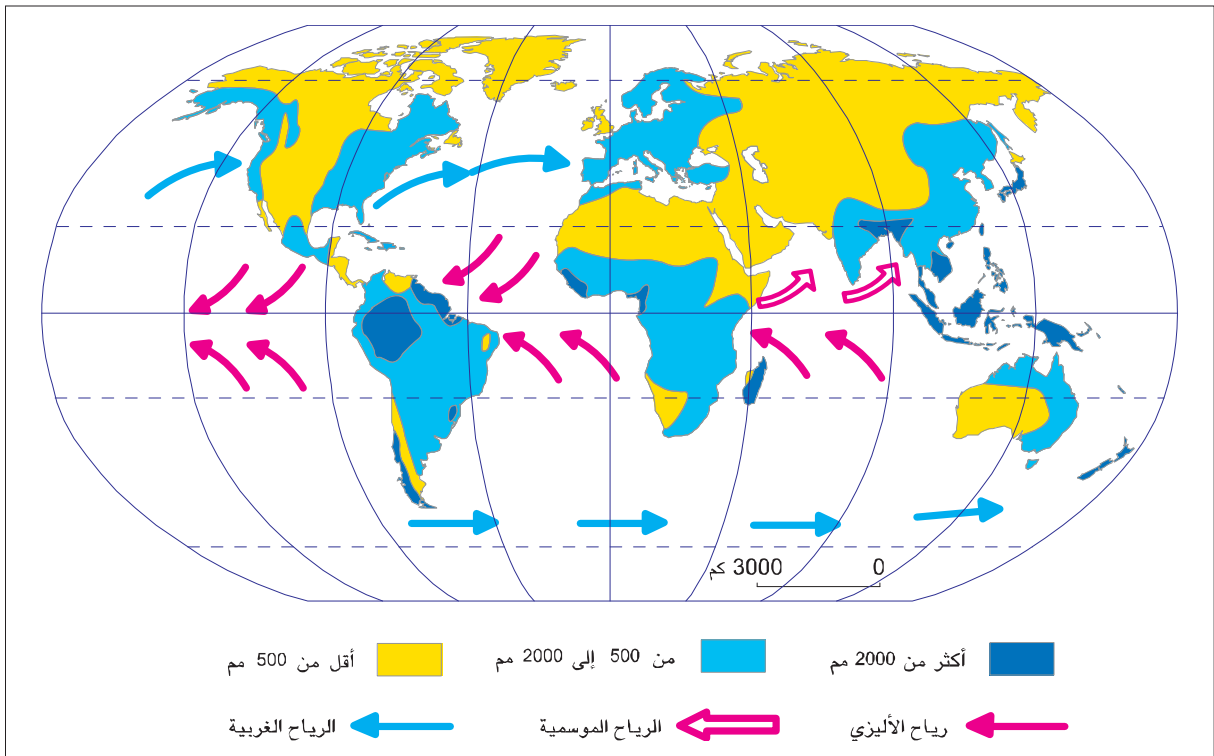 3000 كم 0
أكثر من 2000 مم
من 500 إلى 2000 مم
أقل من 500 مم
رياح الأليزي
الرياح الموسمية
الرياح الغربية